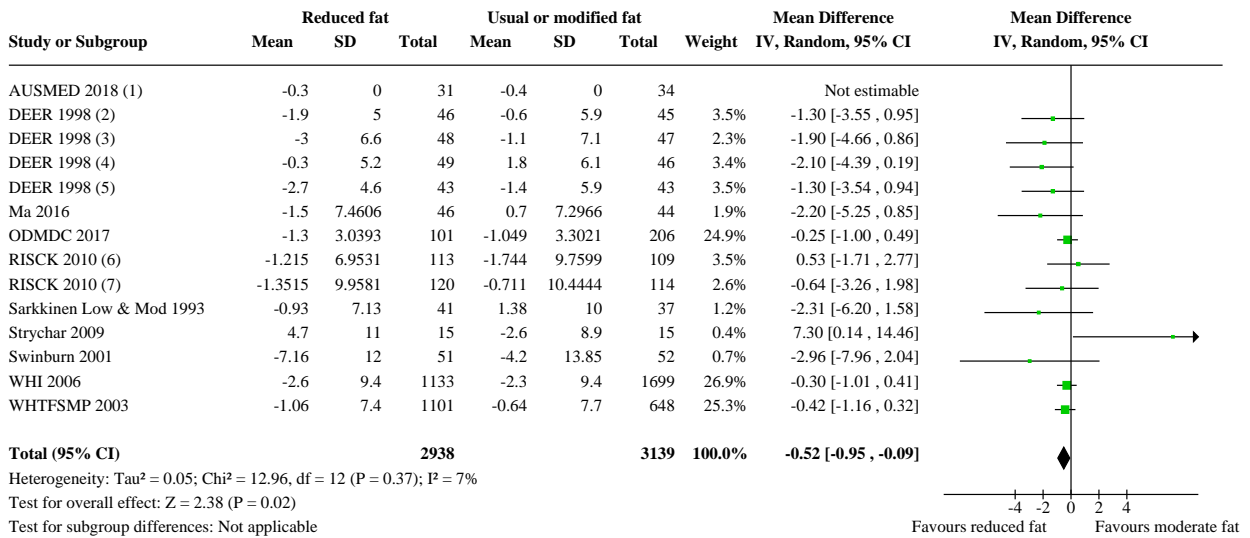 Reduced fat Usual or modified fat Mean Difference Mean Difference
Study or Subgroup Mean SD Total Mean SD Total Weight IV, Random, 95% CI IV, Random, 95% CI
AUSMED 2018 (1) -0.3 0 31 -0.4 0 34 Not estimable
DEER 1998 (2) -1.9 5 46 -0.6 5.9 45 3.5% -1.30 [-3.55 , 0.95]
DEER 1998 (3) -3 6.6 48 -1.1 7.1 47 2.3% -1.90 [-4.66 , 0.86]
DEER 1998 (4) -0.3 5.2 49 1.8 6.1 46 3.4% -2.10 [-4.39 , 0.19]
DEER 1998 (5) -2.7 4.6 43 -1.4 5.9 43 3.5% -1.30 [-3.54 , 0.94]
Ma 2016 -1.5 7.4606 46 0.7 7.2966 44 1.9% -2.20 [-5.25 , 0.85]
ODMDC 2017 -1.3 3.0393 101 -1.049 3.3021 206 24.9% -0.25 [-1.00 , 0.49]
RISCK 2010 (6) -1.215 6.9531 113 -1.744 9.7599 109 3.4% 0.53 [-1.71 , 2.77]
RISCK 2010 (7) -1.3515 9.9581 120 -0.711 10.4444 114 2.6% -0.64 [-3.26 , 1.98]
Sarkkinen Low & Mod 1993 -0.93 7.13 41 1.38 10 37 1.2% -2.31 [-6.20 , 1.58]
Strychar 2009 4.7 11 15 -2.6 8.9 15 0.4% 7.30 [0.14 , 14.46]
Swinburn 2001 -7.16 12 51 -4.2 13.85 52 0.7% -2.96 [-7.96 , 2.04]
WHI 2006 -2.6 9.4 1133 -2.3 9.4 1699 26.9% -0.30 [-1.01 , 0.41]
WHTFSMP 2003 -1.06 7.4 1101 -0.64 7.7 648 25.3% -0.42 [-1.16 , 0.32]
Total (95% CI) 2938 3139 100.0% -0.52 [-0.95 , -0.09]
Heterogeneity: Tau² = 0.05; Chi² = 12.96, df = 12 (P = 0.37); I² = 7%
Test for overall effect: Z = 2.38 (P = 0.02)
Test for subgroup differences: Not applicable
-4 -2 0 2 4
Favours reduced fat Favours moderate fat